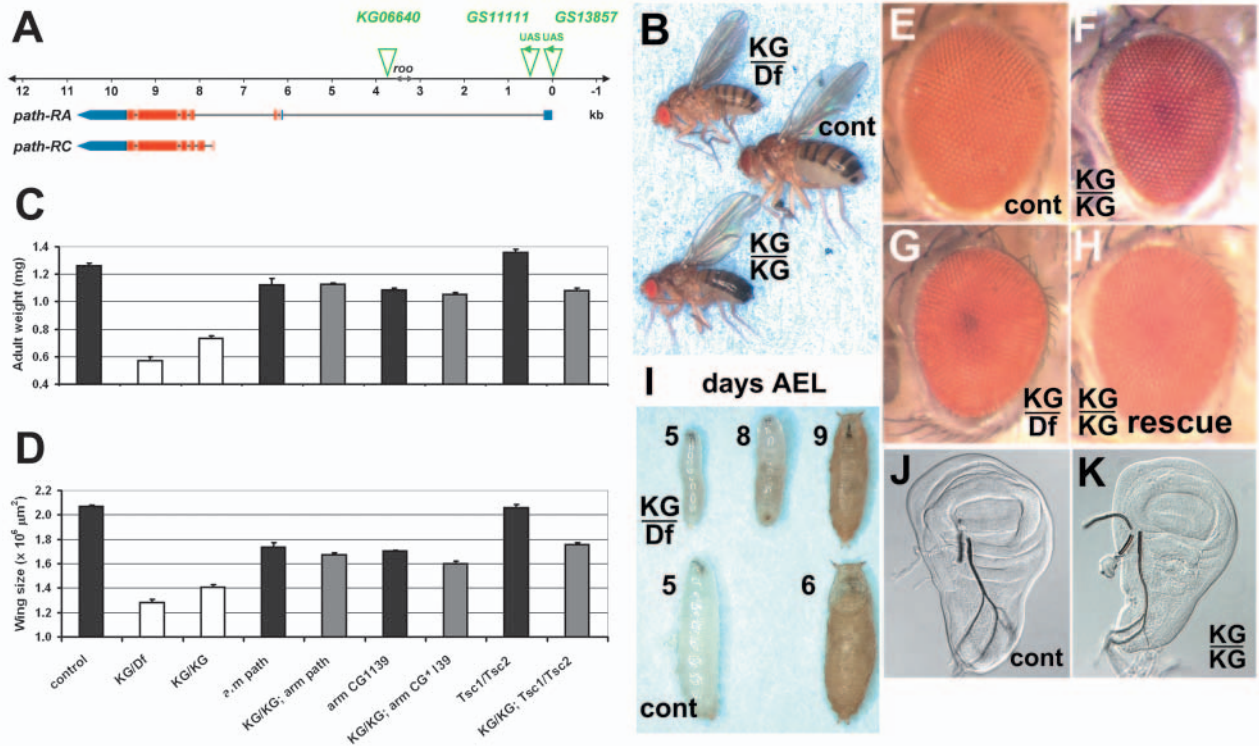 A
KG06640 GS11111 GS13857
UAS UAS
roo
12 11 10 9 8 7 6 5 4 3 2 1 0 -1
path-RA kb
path-RC
B
KG
Df
cont
KG
KG
C
Adult weight (mg)
1.4
1.2
1.0
0.8
0.6
0.4
D
Wing size (x 10⁶ µm²)
2.2
2.0
1.8
1.6
1.4
1.2
1,0
control
KG/Df
KG/KG
arm path
KG/KG; arm path
arm CG1139
KG/KG; arm CG1139
Tsc1/Tsc2
KG/KG; Tsc1/Tsc2
E
cont
F
KG
KG
G
KG
Df
H
KG
KG rescue
I days AEL
5 8 9
KG
Df
5 6
cont
J
cont
K
KG
KG